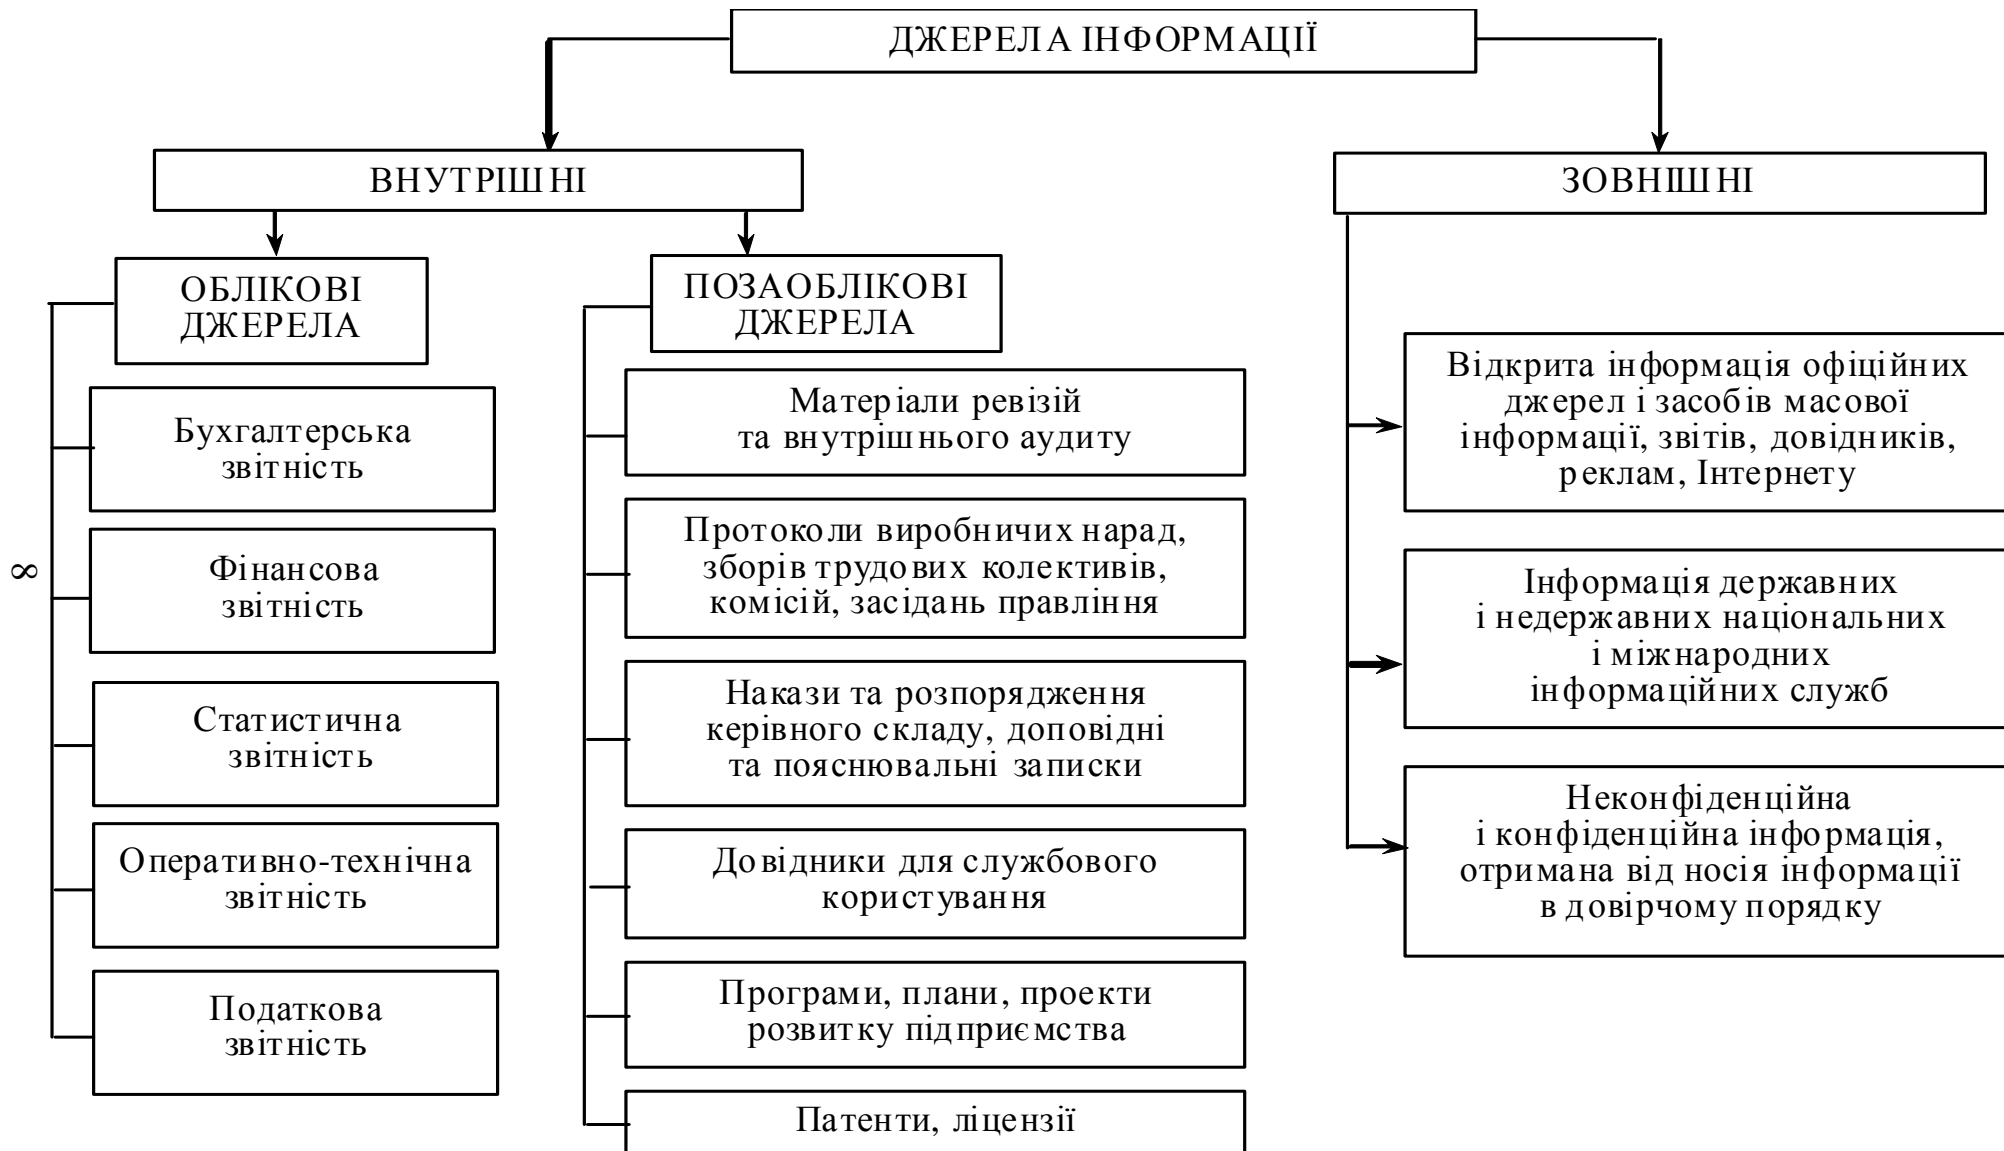 ДЖЕРЕЛА ІНФОРМАЦІЇ
ВНУТРІШНІ
ЗОВНІШНІ
ОБЛІКОВІ
ДЖЕРЕЛА
Бухгалтерська
звітність
Фінансова
звітність
Статистична
звітність
Оперативно-технічна
звітність
Податкова
звітність
8
ПОЗАОБЛІКОВІ
ДЖЕРЕЛА
Матеріали ревізій
та внутрішнього аудиту
Протоколи виробничих нарад,
зборів трудових колективів,
комісій, засідань правління
Накази та розпорядження
керівного складу, доповідні
та пояснювальні записки
Довідники для службового
користування
Програми, плани, проекти
розвитку підприємства
Патенти, ліцензії
Відкрита інформація офіційних
джерел і засобів масової
інформації, звітів, довідників,
реклам, Інтернету
Інформація державних
і недержавних національних
і міжнародних
інформаційних служб
Неконфіденційна
і конфіденційна інформація,
отримана від носія інформації
в довірчому порядку